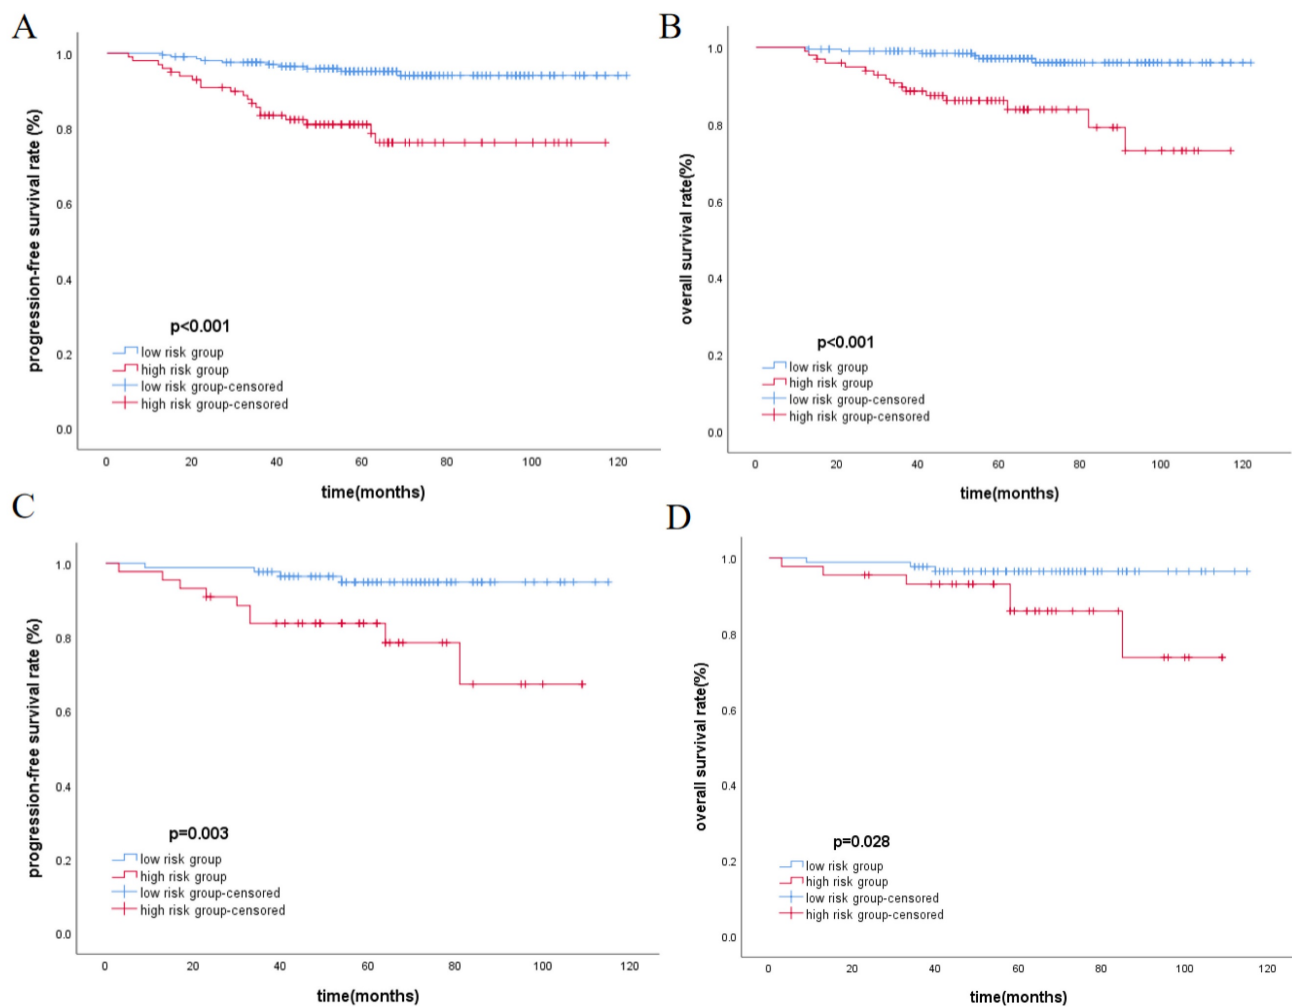 A
progression-free survival rate (%)
1.0
0.8
0.6
0.4
0.2
0.0
p<0.001
low risk group
high risk group
low risk group-censored
high risk group-censored
0 20 40 60 80 100 120
time(months)
B
overall survival rate(%)
1.0
0.8
0.6
0.4
0.2
0.0
p<0.001
low risk group
high risk group
low risk group-censored
high risk group-censored
0 20 40 60 80 100 120
time(months)
C
progression-free survival rate (%)
1.0
0.8
0.6
0.4
0.2
0.0
p=0.003
low risk group
high risk group
low risk group-censored
high risk group-censored
0 20 40 60 80 100 120
time(months)
D
overall survival rate(%)
1.0
0.8
0.6
0.4
0.2
0.0
p=0.028
low risk group
high risk group
low risk group-censored
high risk group-censored
0 20 40 60 80 100 120
time(months)